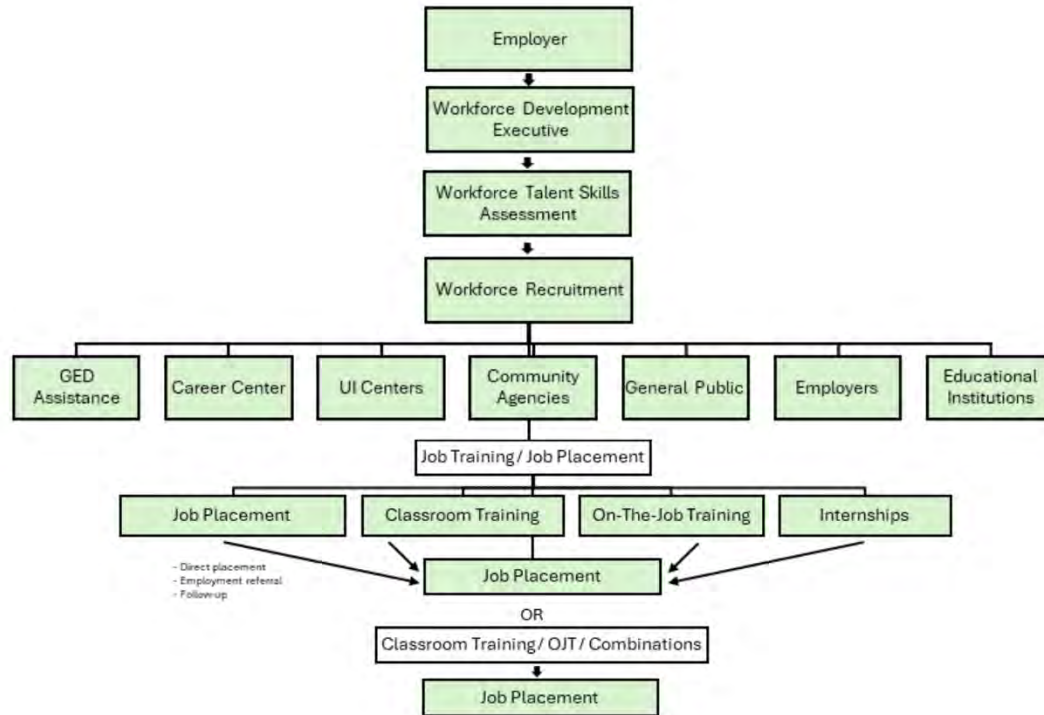 Employer
Workforce Development
Executive
Workforce Talent Skills
Assessment
Workforce Recruitment
GED
Assistance
Career Center
UI Centers
Community
Agencies
General Public
Employers
Educational
Institutions
Job Training / Job Placement
Job Placement
Classroom Training
On-The-Job Training
Internships
- Direct placement
- Employment referral
- Follow-up
Job Placement
OR
Classroom Training / OJT / Combinations
Job Placement